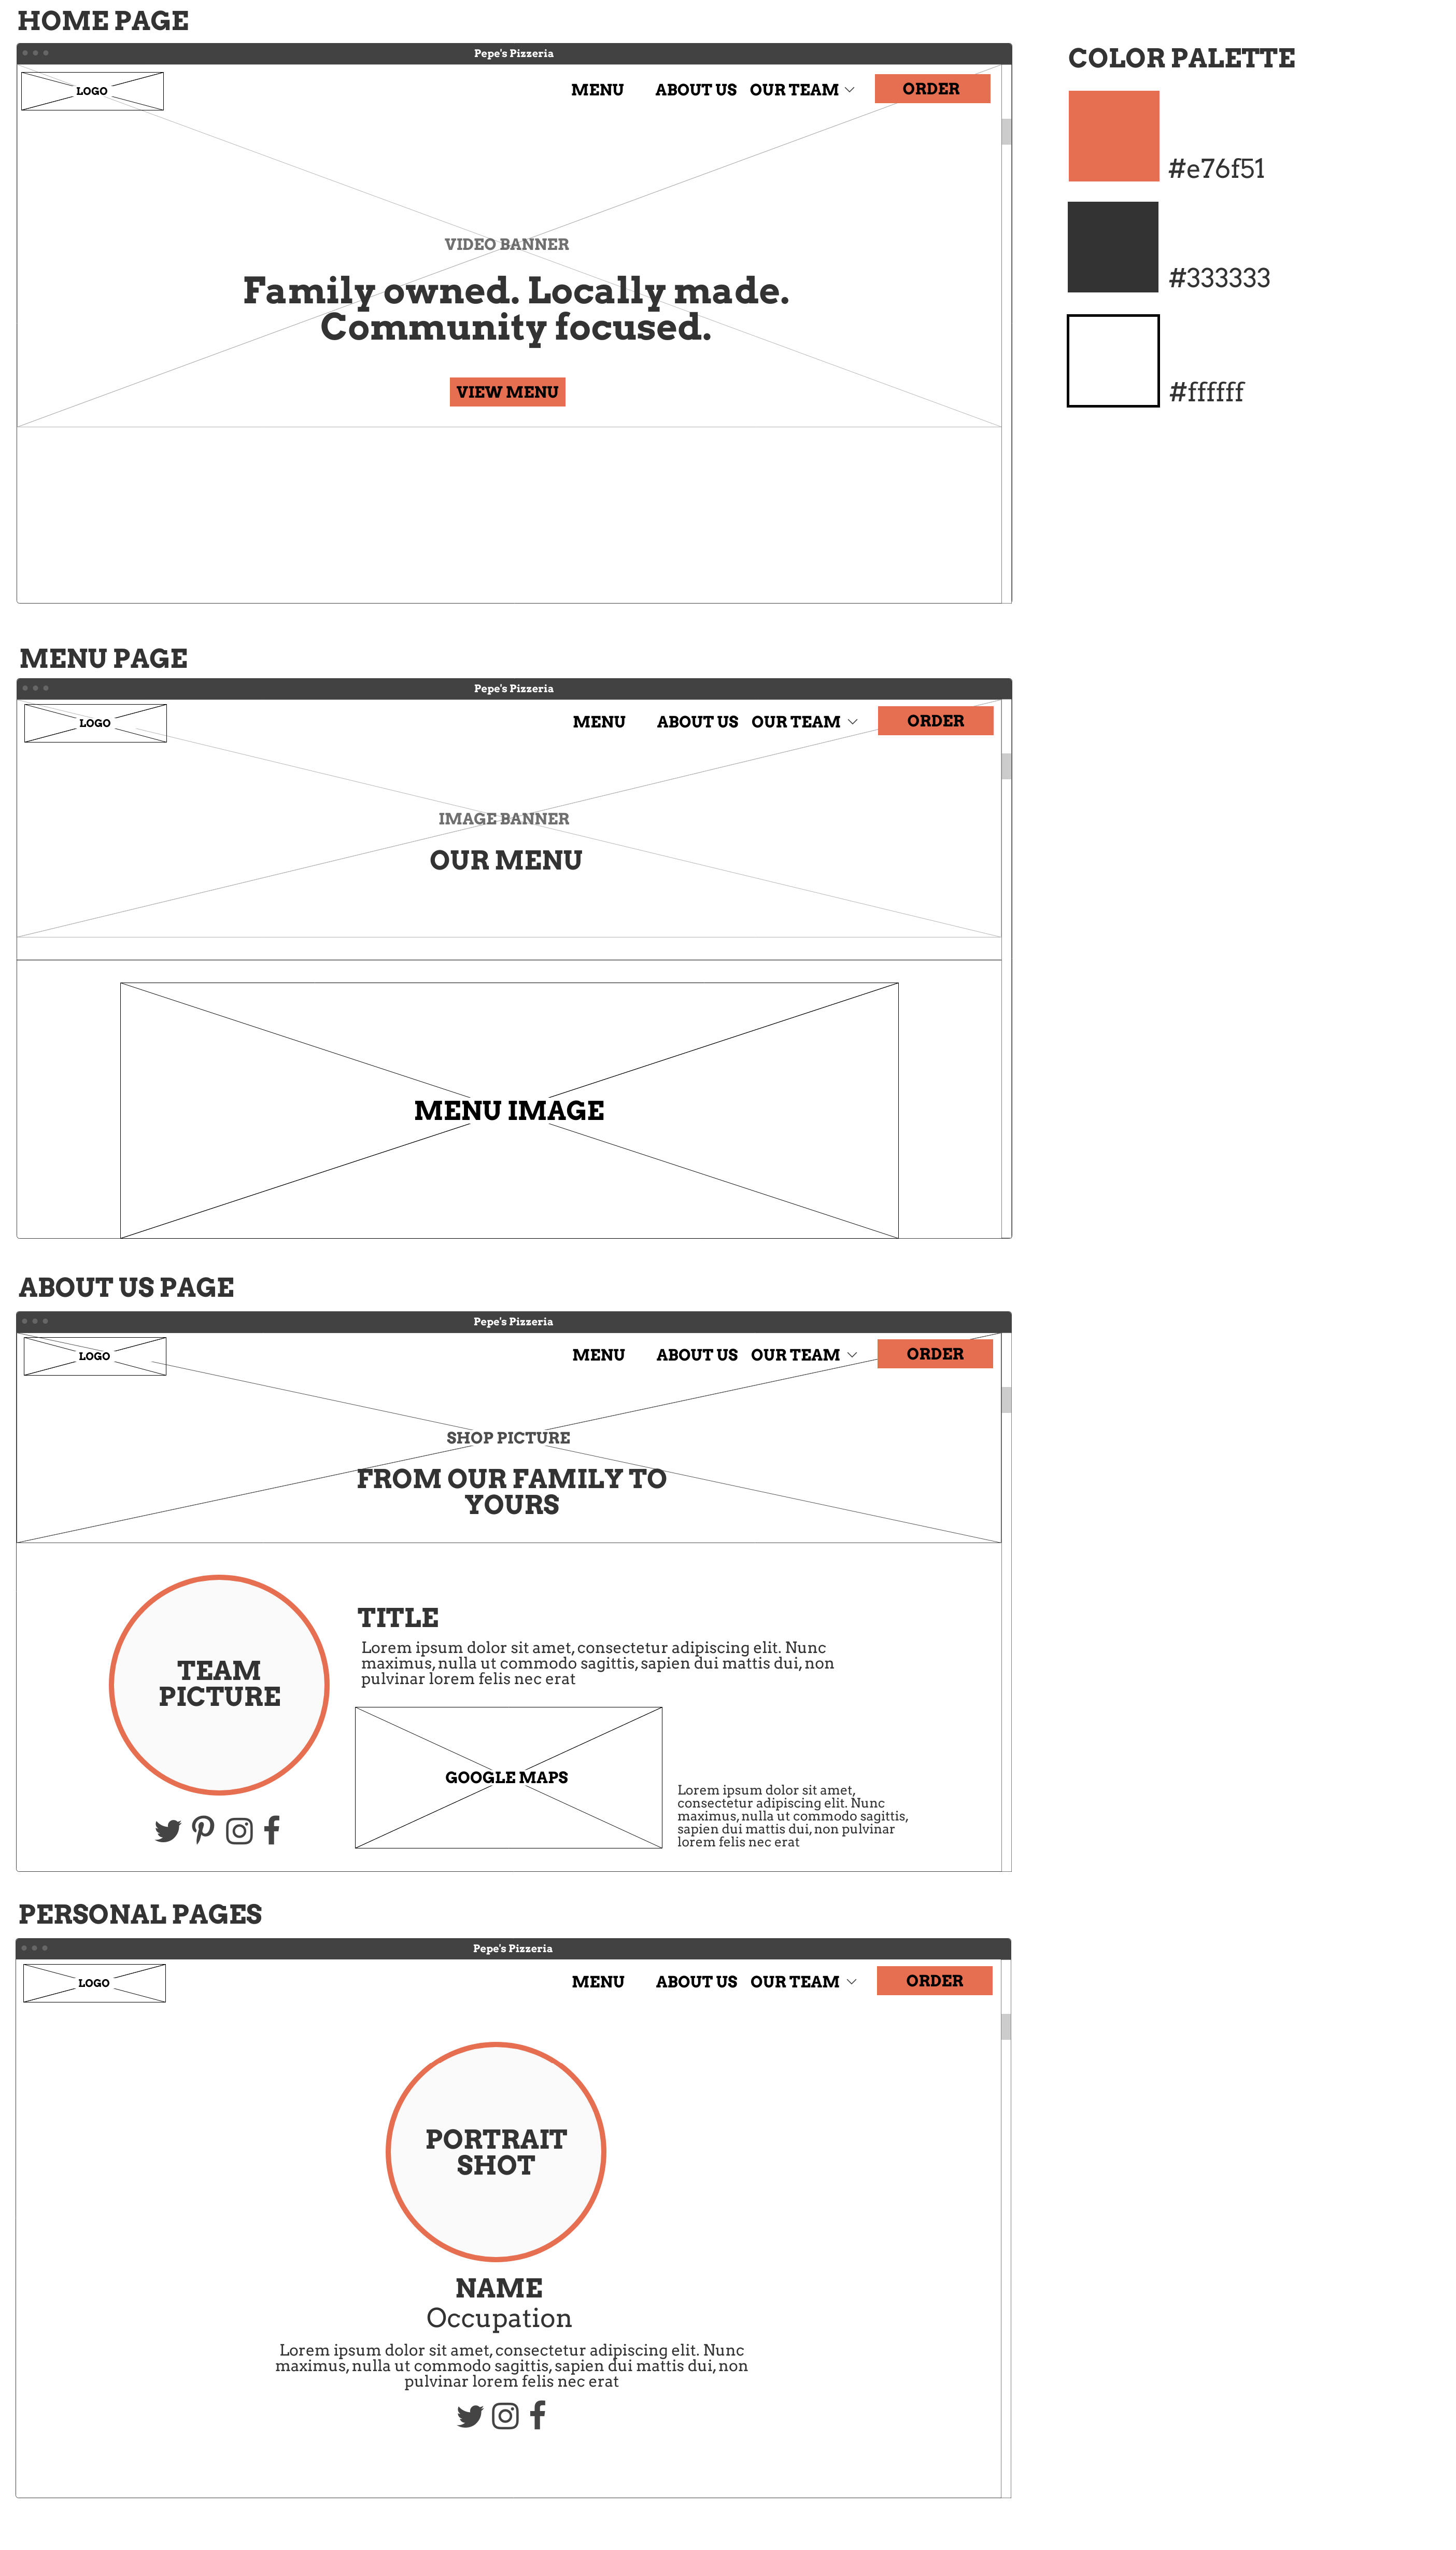 HOME PAGE
Pepe's Pizzeria
LOGO
MENU ABOUT US OUR TEAM ORDER
VIDEO BANNER
Family owned. Locally made.
Community focused.
VIEW MENU
COLOR PALETTE
#e76f51
#333333
#ffffff
MENU PAGE
Pepe's Pizzeria
LOGO
MENU ABOUT US OUR TEAM ORDER
IMAGE BANNER
OUR MENU
MENU IMAGE
ABOUT US PAGE
Pepe's Pizzeria
LOGO
MENU ABOUT US OUR TEAM ORDER
SHOP PICTURE
FROM OUR FAMILY TO
YOURS
TEAM
PICTURE
TITLE
Lorem ipsum dolor sit amet, consectetur adipiscing elit. Nunc
maximus, nulla ut commodo sagittis, sapien dui mattis dui, non
pulvinar lorem felis nec erat
GOOGLE MAPS
Lorem ipsum dolor sit amet,
consectetur adipiscing elit. Nunc
maximus, nulla ut commodo sagittis,
sapien dui mattis dui, non pulvinar
lorem felis nec erat
PERSONAL PAGES
Pepe's Pizzeria
LOGO
MENU ABOUT US OUR TEAM ORDER
PORTRAIT
SHOT
NAME
Occupation
Lorem ipsum dolor sit amet, consectetur adipiscing elit. Nunc
maximus, nulla ut commodo sagittis, sapien dui mattis dui, non
pulvinar lorem felis nec erat